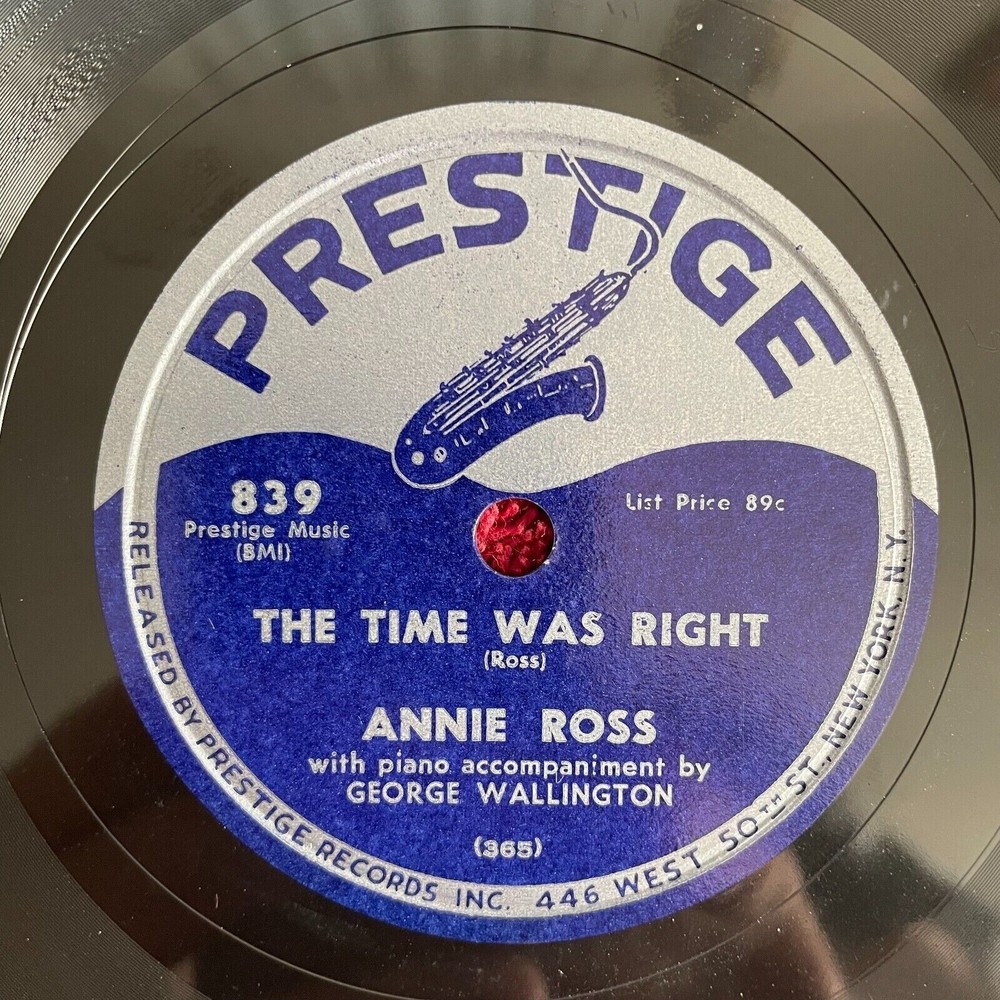 PRESTIGE
839
Prestige Music
(BMI)
List Price 89c
THE TIME WAS RIGHT
(Ross)
ANNIE ROSS
with piano accompaniment by
GEORGE WALLINGTON
(365)
RELEASED BY PRESTIGE RECORDS INC. 446 WEST 50TH ST., NEW YORK, N.Y.